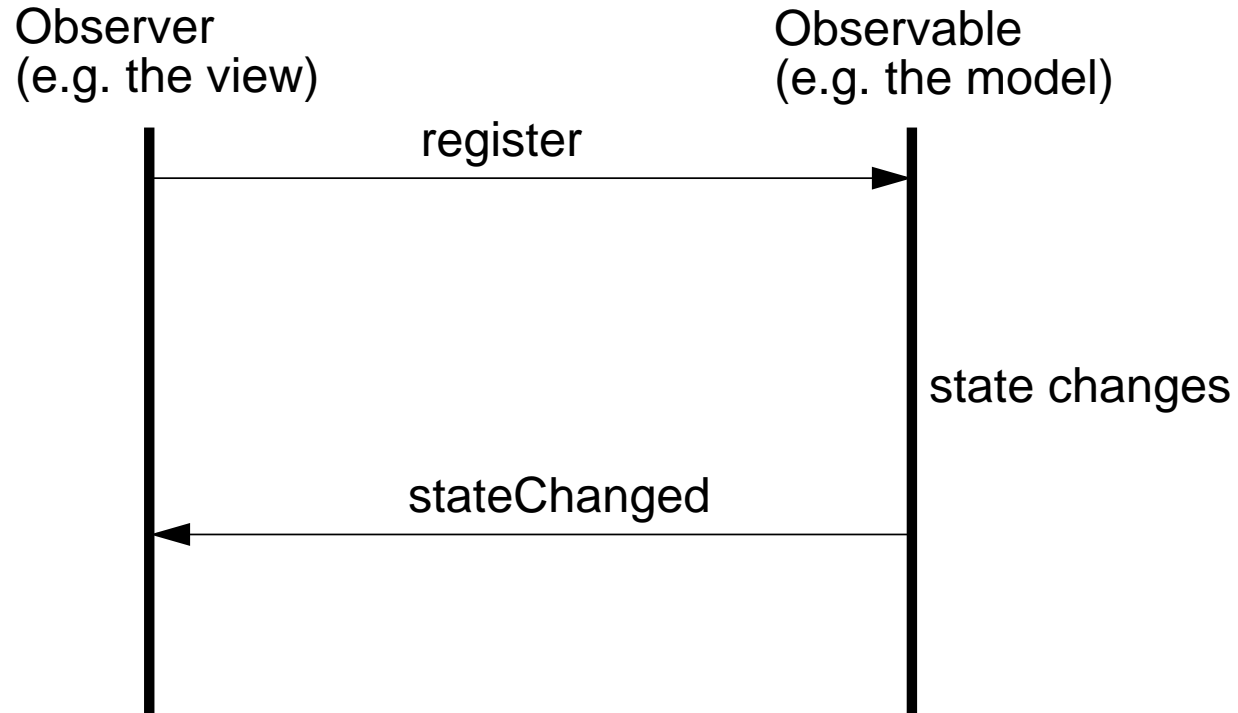 Observer
(e.g. the view)
Observable
(e.g. the model)
register
state changes
stateChanged